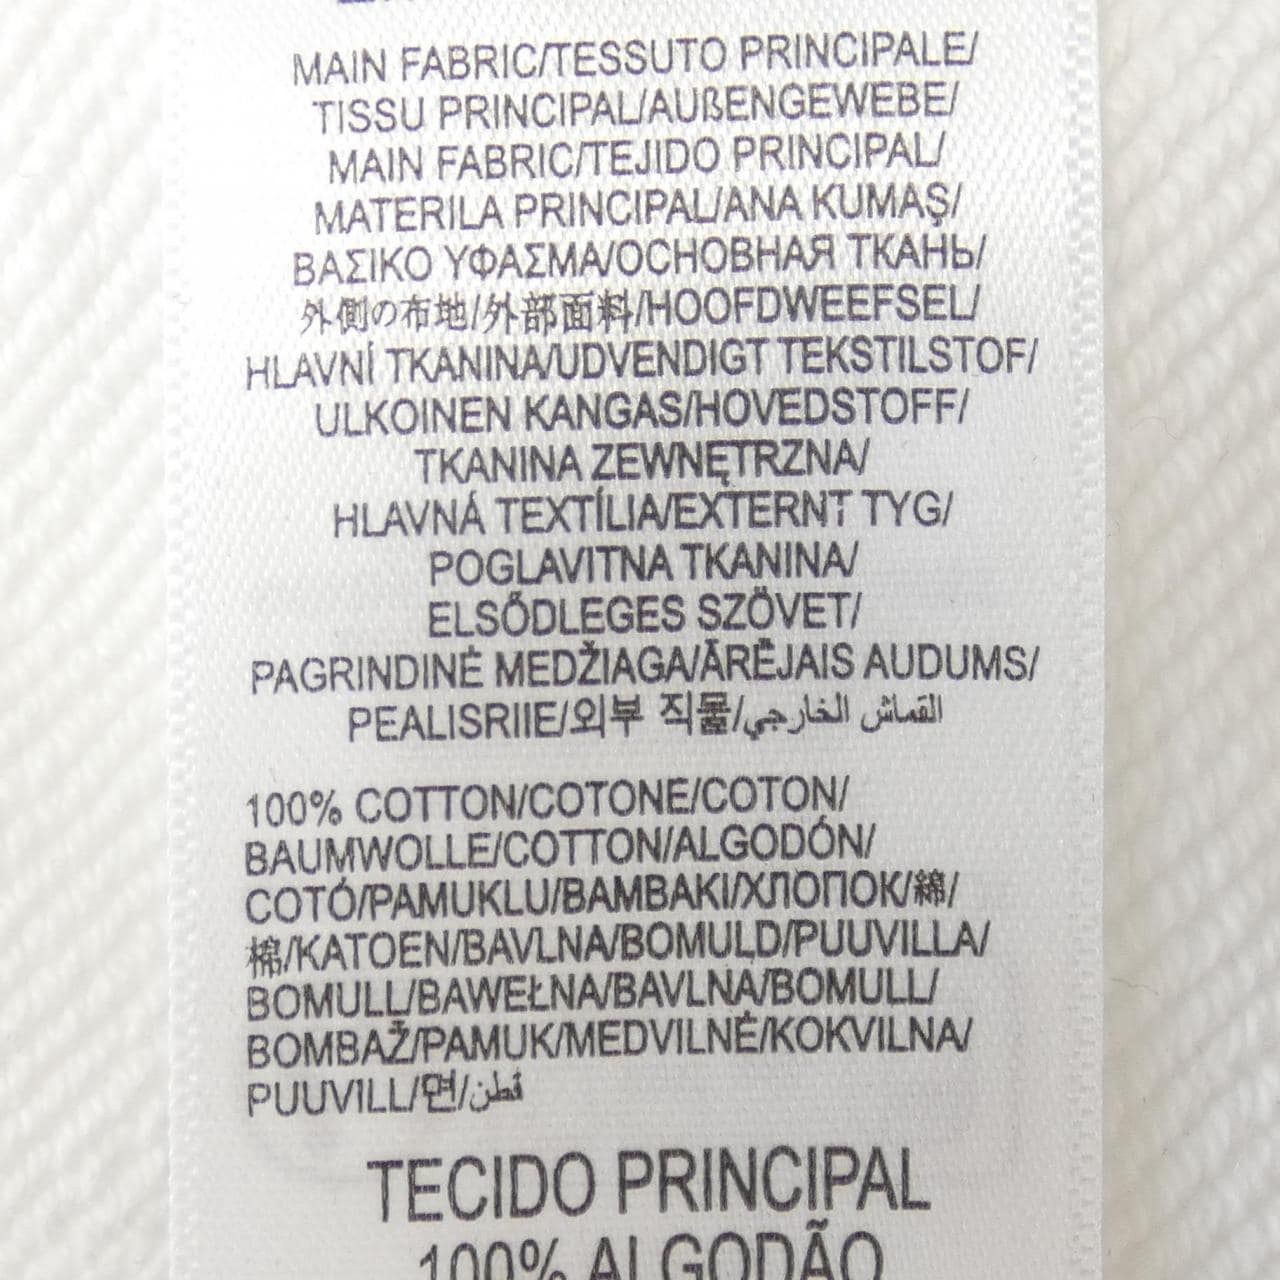 MAIN FABRIC/TESSUTO PRINCIPALE/
TISSU PRINCIPAL/AUßENGEWEBE/
MAIN FABRIC/TEJIDO PRINCIPAL/
MATERILA PRINCIPAL/ANA KUMAŞ/
ΒΑΣΙΚΟ ΥΦΑΣΜΑ/ОСНОВНАЯ ТКАНЬ/
外側の布地/外部面料/HOOFDWEEFSEL/
HLAVNÍ TKANINA/UDVENDIGT TEKSTILSTOF/
ULKOINEN KANGAS/HOVEDSTOFF/
TKANINA ZEWNĘTRZNA/
HLAVNÁ TEXTÍLIA/EXTERNT TYG/
POGLAVITNA TKANINA/
ELSŐDLEGES SZÖVET/
PAGRINDINĖ MEDŽIAGA/ĀRĒJAIS AUDUMS/
PEALISRIIE/외부 직물/القماش الخارجي
100% COTTON/COTONE/COTON/
BAUMWOLLE/COTTON/ALGODÓN/
COTÓ/PAMUKLU/BAMBAKI/ХЛОПОК/綿/
棉/KATOEN/BAVLNA/BOMULD/PUUVILLA/
BOMULL/BAWEŁNA/BAVLNA/BOMULL/
BOMBAŽ/PAMUK/MEDVILNĖ/KOKVILNA/
PUUVILL/면/قطن
TECIDO PRINCIPAL
100% ALGODÃO